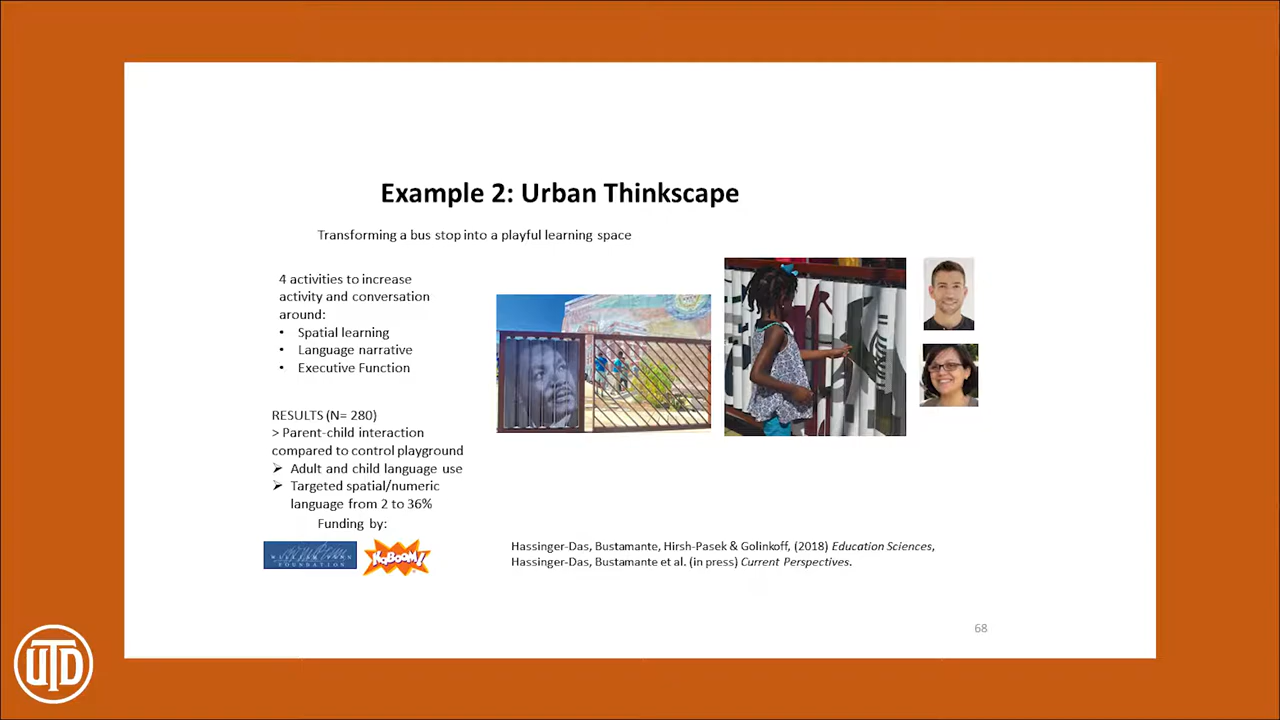 Example 2: Urban Thinkscape
Transforming a bus stop into a playful learning space
4 activities to increase
activity and conversation
around:
• Spatial learning
• Language narrative
• Executive Function
RESULTS (N= 280)
> Parent-child interaction
compared to control playground
➢ Adult and child language use
➢ Targeted spatial/numeric
language from 2 to 36%
Funding by:
WILLIAM PENN
FOUNDATION
KaBOOM!
Hassinger-Das, Bustamante, Hirsh-Pasek & Golinkoff, (2018) Education Sciences,
Hassinger-Das, Bustamante et al. (in press) Current Perspectives.
68
UTD